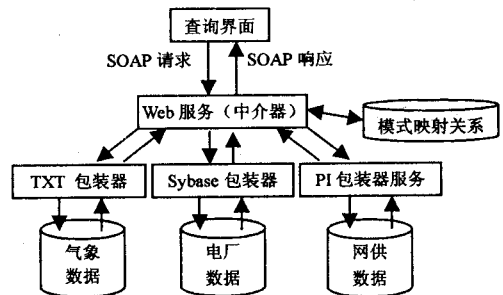 查询界面
SOAP 请求
SOAP 响应
Web 服务（中介器）
模式映射关系
TXT 包装器
Sybase 包装器
PI 包装器服务
气象
数据
电厂
数据
网供
数据